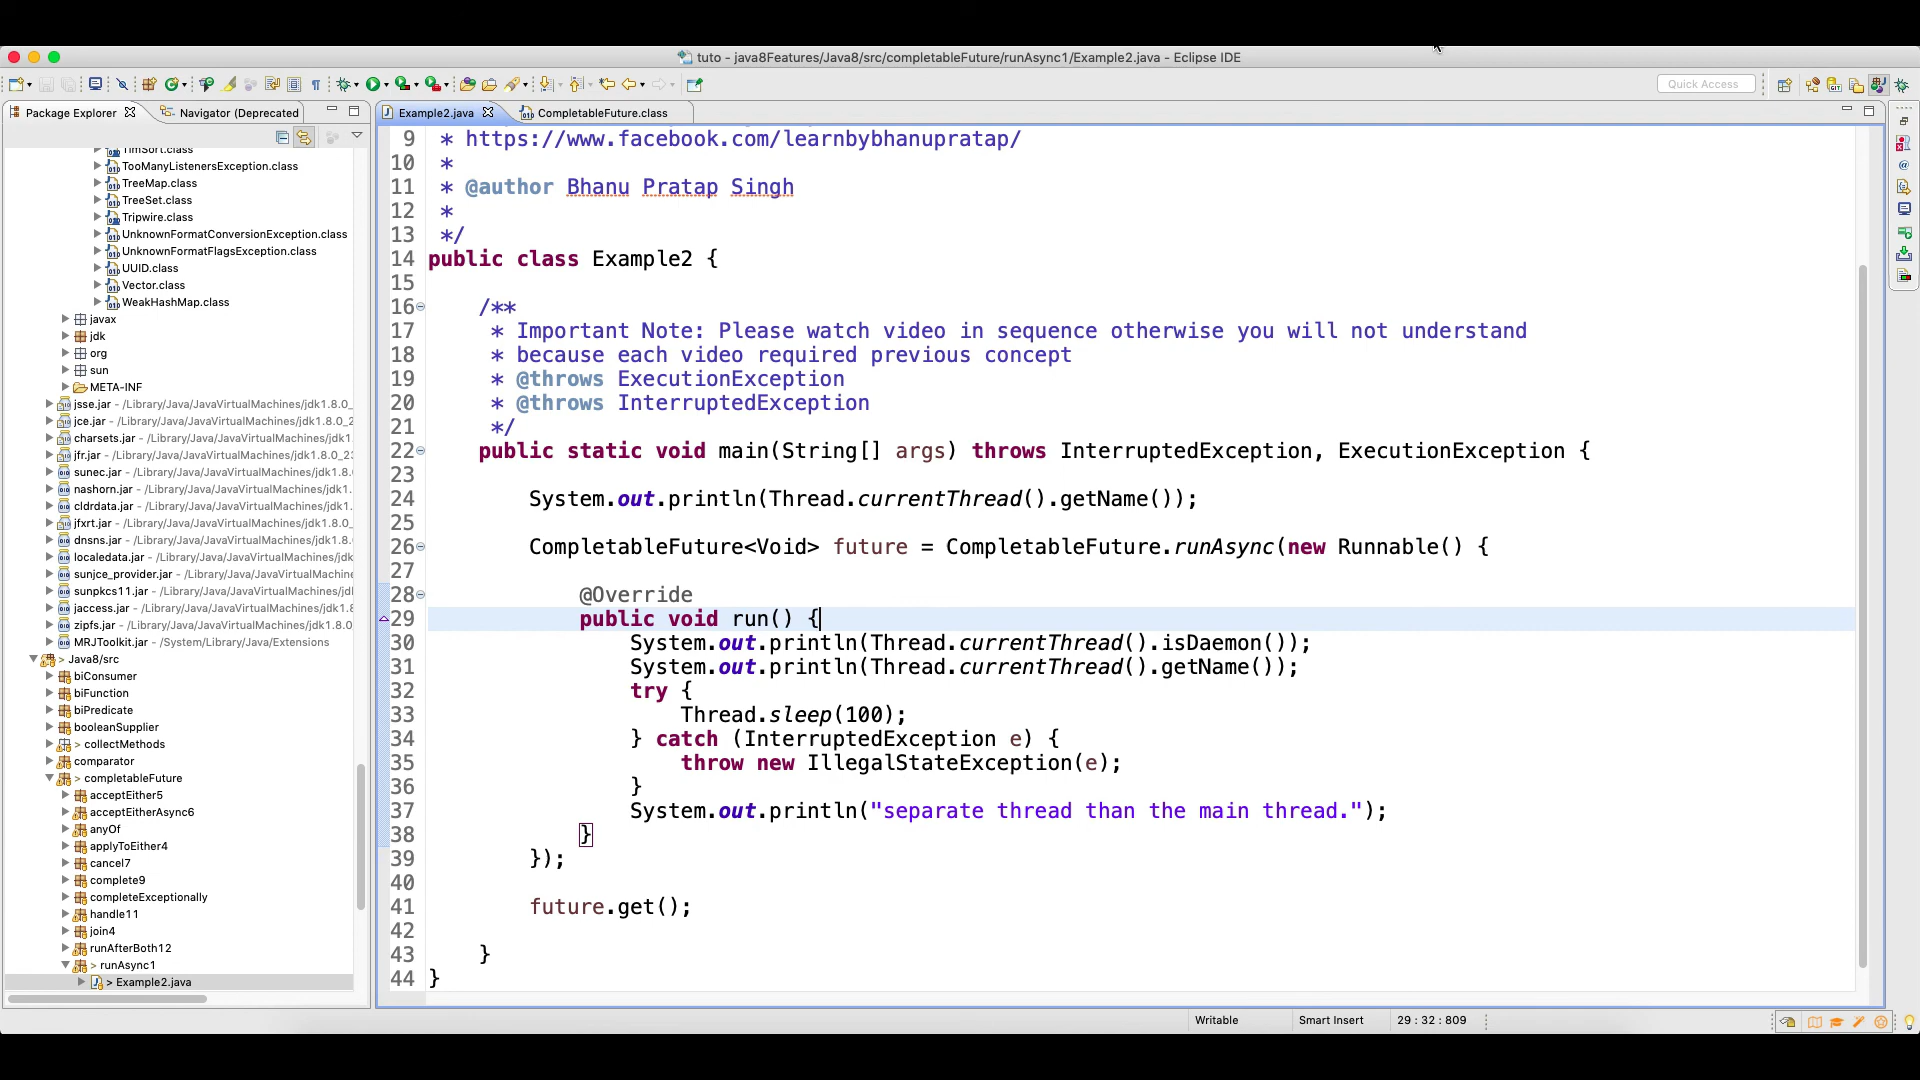 tuto - java8Features/Java8/src/completableFuture/runAsync1/Example2.java - Eclipse IDE
Quick Access
Package Explorer
Navigator (Deprecated
Example2.java
CompletableFuture.class
TimSort.class
TooManyListenersException.class
TreeMap.class
TreeSet.class
Tripwire.class
UnknownFormatConversionException.class
UnknownFormatFlagsException.class
UUID.class
Vector.class
WeakHashMap.class
javax
jdk
org
sun
META-INF
jsse.jar - /Library/Java/JavaVirtualMachines/jdk1.8.0_
jce.jar - /Library/Java/JavaVirtualMachines/jdk1.8.0_2
charsets.jar - /Library/Java/JavaVirtualMachines/jdk1.
jfr.jar - /Library/Java/JavaVirtualMachines/jdk1.8.0_23
sunec.jar - /Library/Java/JavaVirtualMachines/jdk1.8.
nashorn.jar - /Library/Java/JavaVirtualMachines/jdk1.
cldrdata.jar - /Library/Java/JavaVirtualMachines/jdk1.
jfxrt.jar - /Library/Java/JavaVirtualMachines/jdk1.8.0_
dnsns.jar - /Library/Java/JavaVirtualMachines/jdk1.8.
localedata.jar - /Library/Java/JavaVirtualMachines/jdk
sunjce_provider.jar - /Library/Java/JavaVirtualMachin
sunpkcs11.jar - /Library/Java/JavaVirtualMachines/jdk
jaccess.jar - /Library/Java/JavaVirtualMachines/jdk1.8
zipfs.jar - /Library/Java/JavaVirtualMachines/jdk1.8.0
MRJToolkit.jar - /System/Library/Java/Extensions
> Java8/src
biConsumer
biFunction
biPredicate
booleanSupplier
> collectMethods
comparator
> completableFuture
acceptEither5
acceptEitherAsync6
anyOf
applyToEither4
cancel7
complete9
completeExceptionally
handle11
join4
runAfterBoth12
> runAsync1
> Example2.java
9 * https://www.facebook.com/learnbybhanupratap/
10 *
11 * @author Bhanu Pratap Singh
12 *
13 */
14 public class Example2 {
15
16 /**
17 * Important Note: Please watch video in sequence otherwise you will not understand
18 * because each video required previous concept
19 * @throws ExecutionException
20 * @throws InterruptedException
21 */
22 public static void main(String[] args) throws InterruptedException, ExecutionException {
23
24 System.out.println(Thread.currentThread().getName());
25
26 CompletableFuture<Void> future = CompletableFuture.runAsync(new Runnable() {
27
28 @Override
29 public void run() {
30 System.out.println(Thread.currentThread().isDaemon());
31 System.out.println(Thread.currentThread().getName());
32 try {
33 Thread.sleep(100);
34 } catch (InterruptedException e) {
35 throw new IllegalStateException(e);
36 }
37 System.out.println("separate thread than the main thread.");
38 }
39 });
40
41 future.get();
42
43 }
44 }
Writable
Smart Insert
29 : 32 : 809